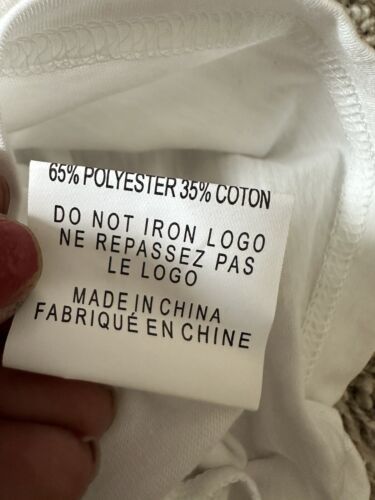 65% POLYESTER 35% COTON
DO NOT IRON LOGO
NE REPASSEZ PAS
LE LOGO
MADE IN CHINA
FABRIQUÉ EN CHINE